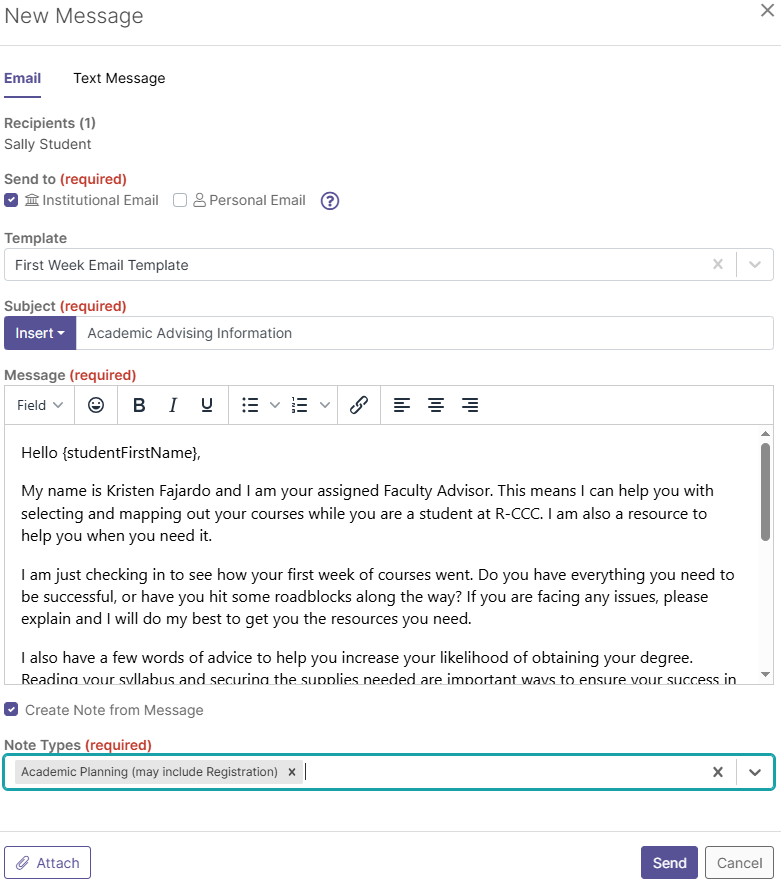 New Message
Email Text Message
Recipients (1)
Sally Student
Send to (required)
Institutional Email Personal Email ?
Template
First Week Email Template
Subject (required)
Insert Academic Advising Information
Message (required)
Field B I U
Hello {studentFirstName},
My name is Kristen Fajardo and I am your assigned Faculty Advisor. This means I can help you with
selecting and mapping out your courses while you are a student at R-CCC. I am also a resource to
help you when you need it.
I am just checking in to see how your first week of courses went. Do you have everything you need to
be successful, or have you hit some roadblocks along the way? If you are facing any issues, please
explain and I will do my best to get you the resources you need.
I also have a few words of advice to help you increase your likelihood of obtaining your degree.
Reading your syllabus and securing the supplies needed are important ways to ensure your success in
Create Note from Message
Note Types (required)
Academic Planning (may include Registration)
Attach Send Cancel